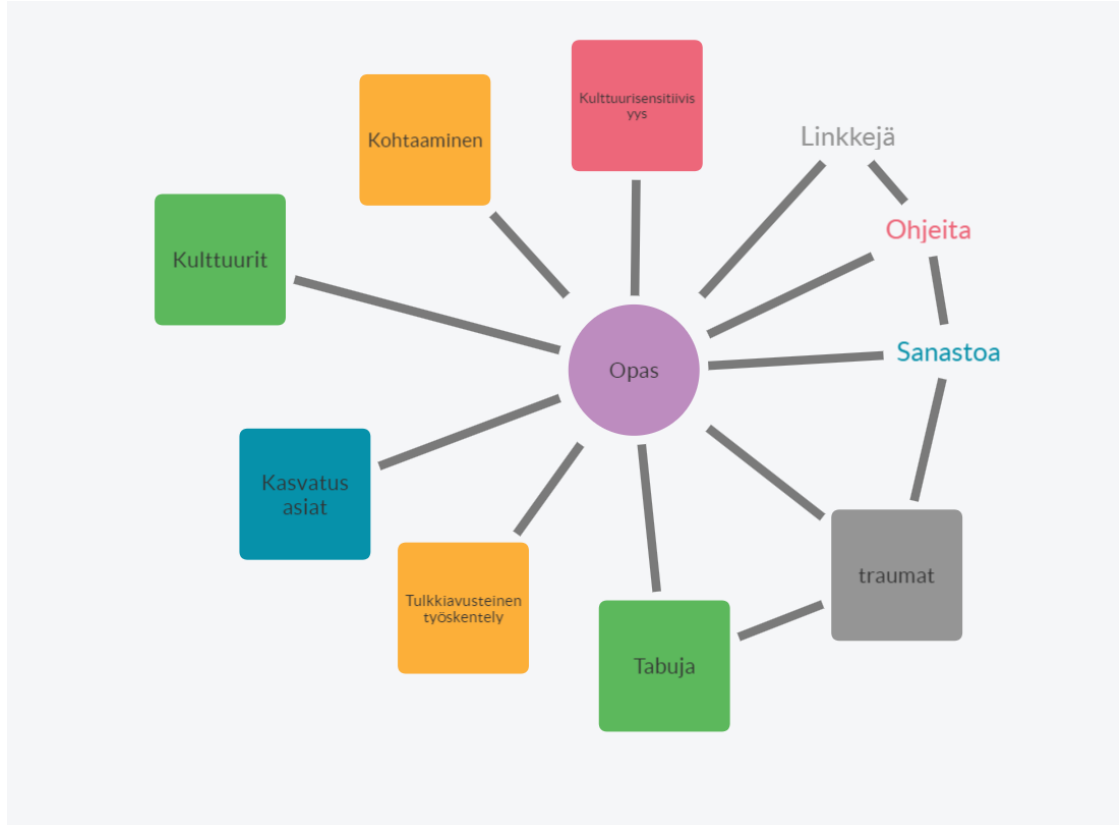 Kulttuurisensitiivis
yys
Kohtaaminen
Linkkejä
Ohjeita
Kulttuurit
Sanastoa
Opas
Kasvatus
asiat
traumat
Tulkkiavusteinen
työskentely
Tabuja